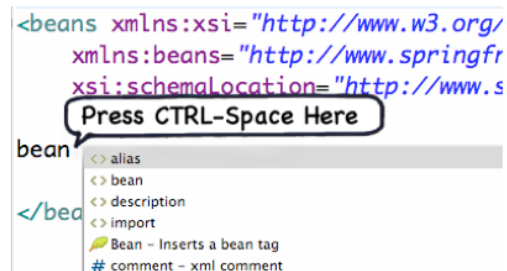 <beans xmlns:xsi="http://www.w3.org/
xmlns:beans="http://www.springfr
xsi:schemaLocation="http://www.s
Press CTRL-Space Here
bean
<> alias
<> bean
<> description
<> import
Bean - Inserts a bean tag
# comment - xml comment
</bea